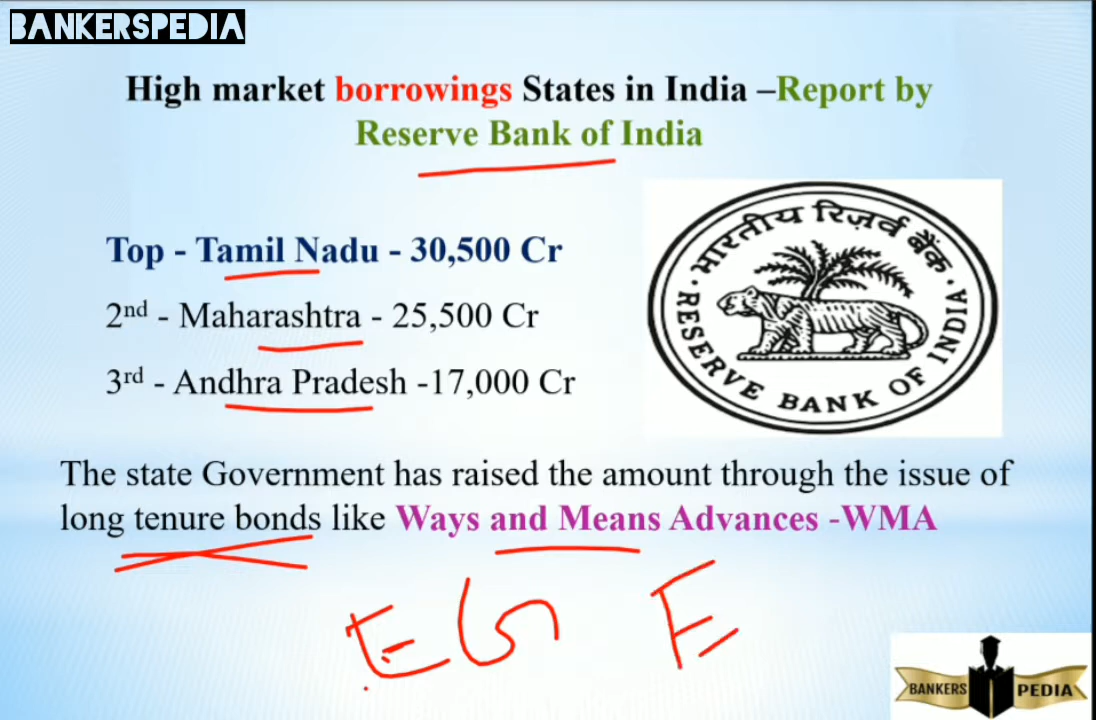 BANKERSPEDIA
High market borrowings States in India –Report by
Reserve Bank of India
Top - Tamil Nadu - 30,500 Cr
2nd - Maharashtra - 25,500 Cr
3rd - Andhra Pradesh -17,000 Cr
भारतीय रिज़र्व बैंक
RESERVE BANK OF INDIA
The state Government has raised the amount through the issue of
long tenure bonds like Ways and Means Advances -WMA
BANKERS PEDIA